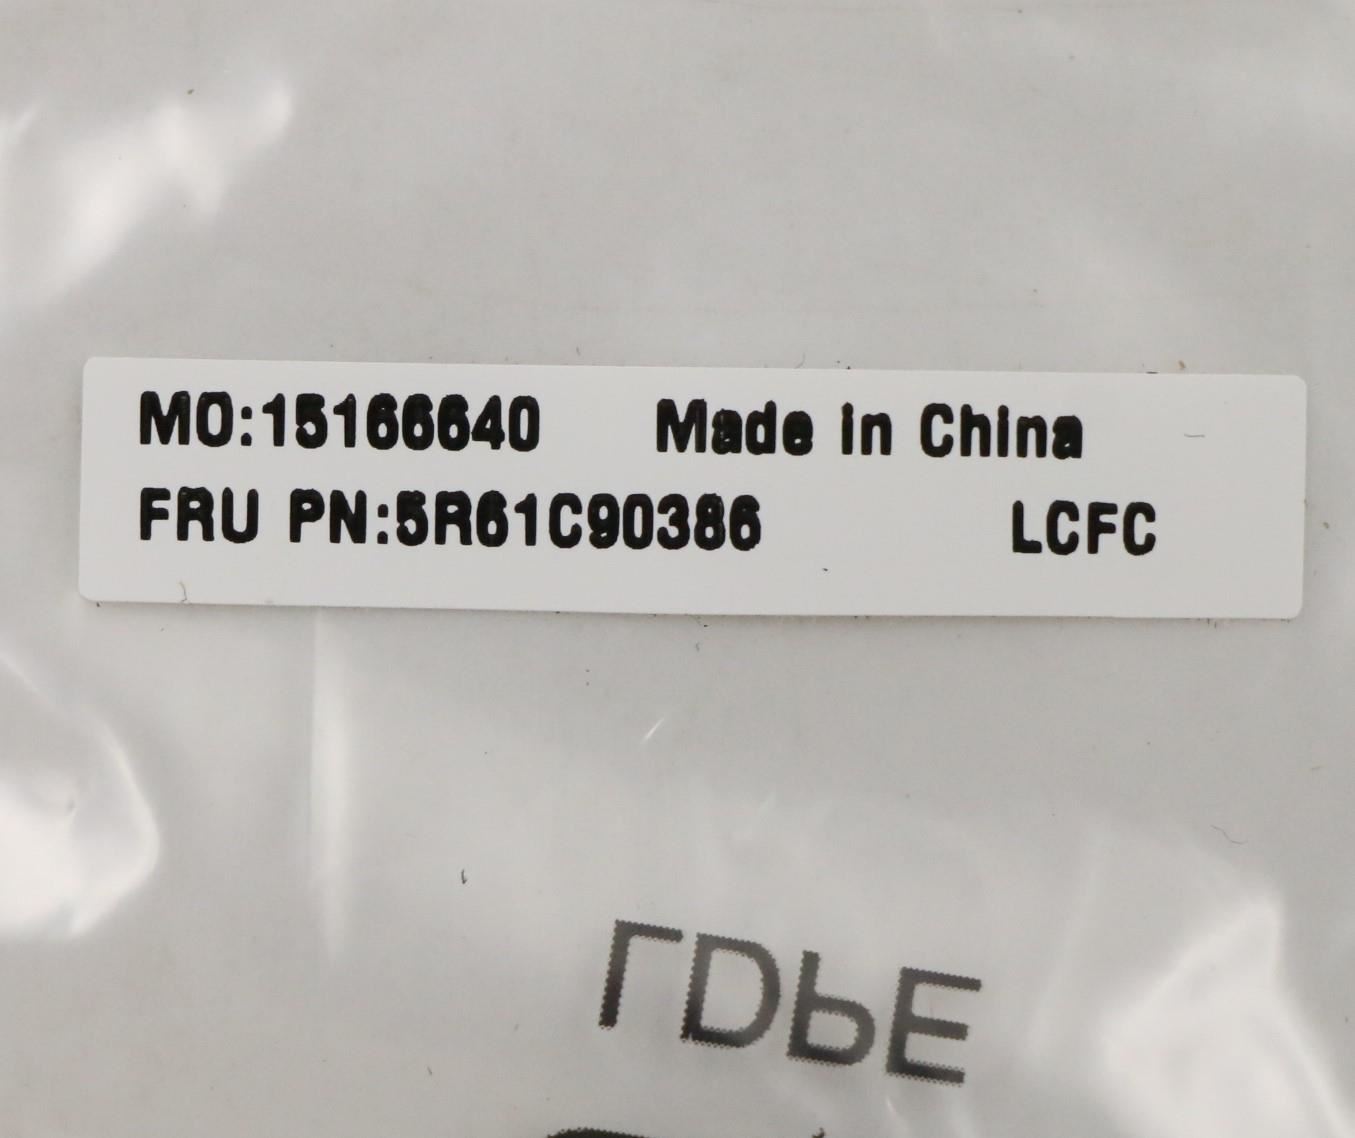 MO:15166640 Made in China
FRU PN:5R61C90386 LCFC
LDPE